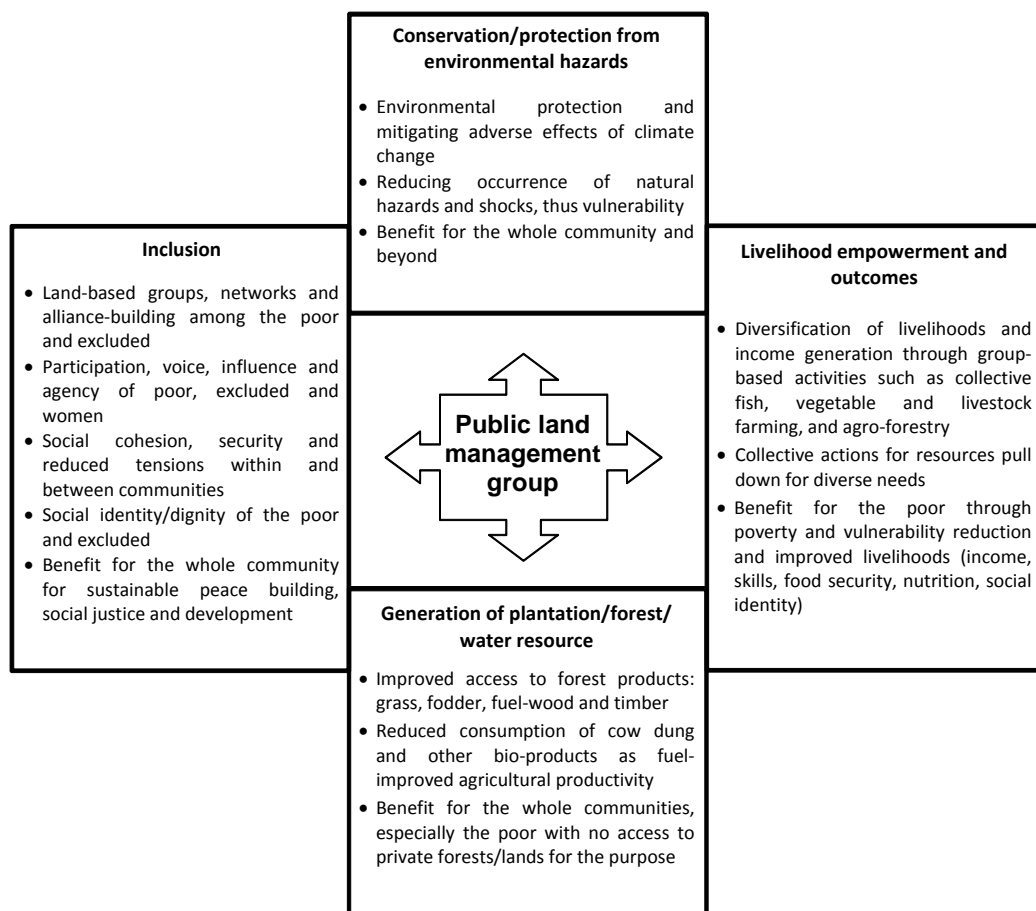 Conservation/protection from
environmental hazards
• Environmental protection and
mitigating adverse effects of climate
change
• Reducing occurrence of natural
hazards and shocks, thus vulnerability
• Benefit for the whole community and
beyond
Inclusion
• Land-based groups, networks and
alliance-building among the poor
and excluded
• Participation, voice, influence and
agency of poor, excluded and
women
• Social cohesion, security and
reduced tensions within and
between communities
• Social identity/dignity of the poor
and excluded
• Benefit for the whole community
for sustainable peace building,
social justice and development
Public land
management
group
Livelihood empowerment and
outcomes
• Diversification of livelihoods and
income generation through group-
based activities such as collective
fish, vegetable and livestock
farming, and agro-forestry
• Collective actions for resources pull
down for diverse needs
• Benefit for the poor through
poverty and vulnerability reduction
and improved livelihoods (income,
skills, food security, nutrition, social
identity)
Generation of plantation/forest/
water resource
• Improved access to forest products:
grass, fodder, fuel-wood and timber
• Reduced consumption of cow dung
and other bio-products as fuel-
improved agricultural productivity
• Benefit for the whole communities,
especially the poor with no access to
private forests/lands for the purpose